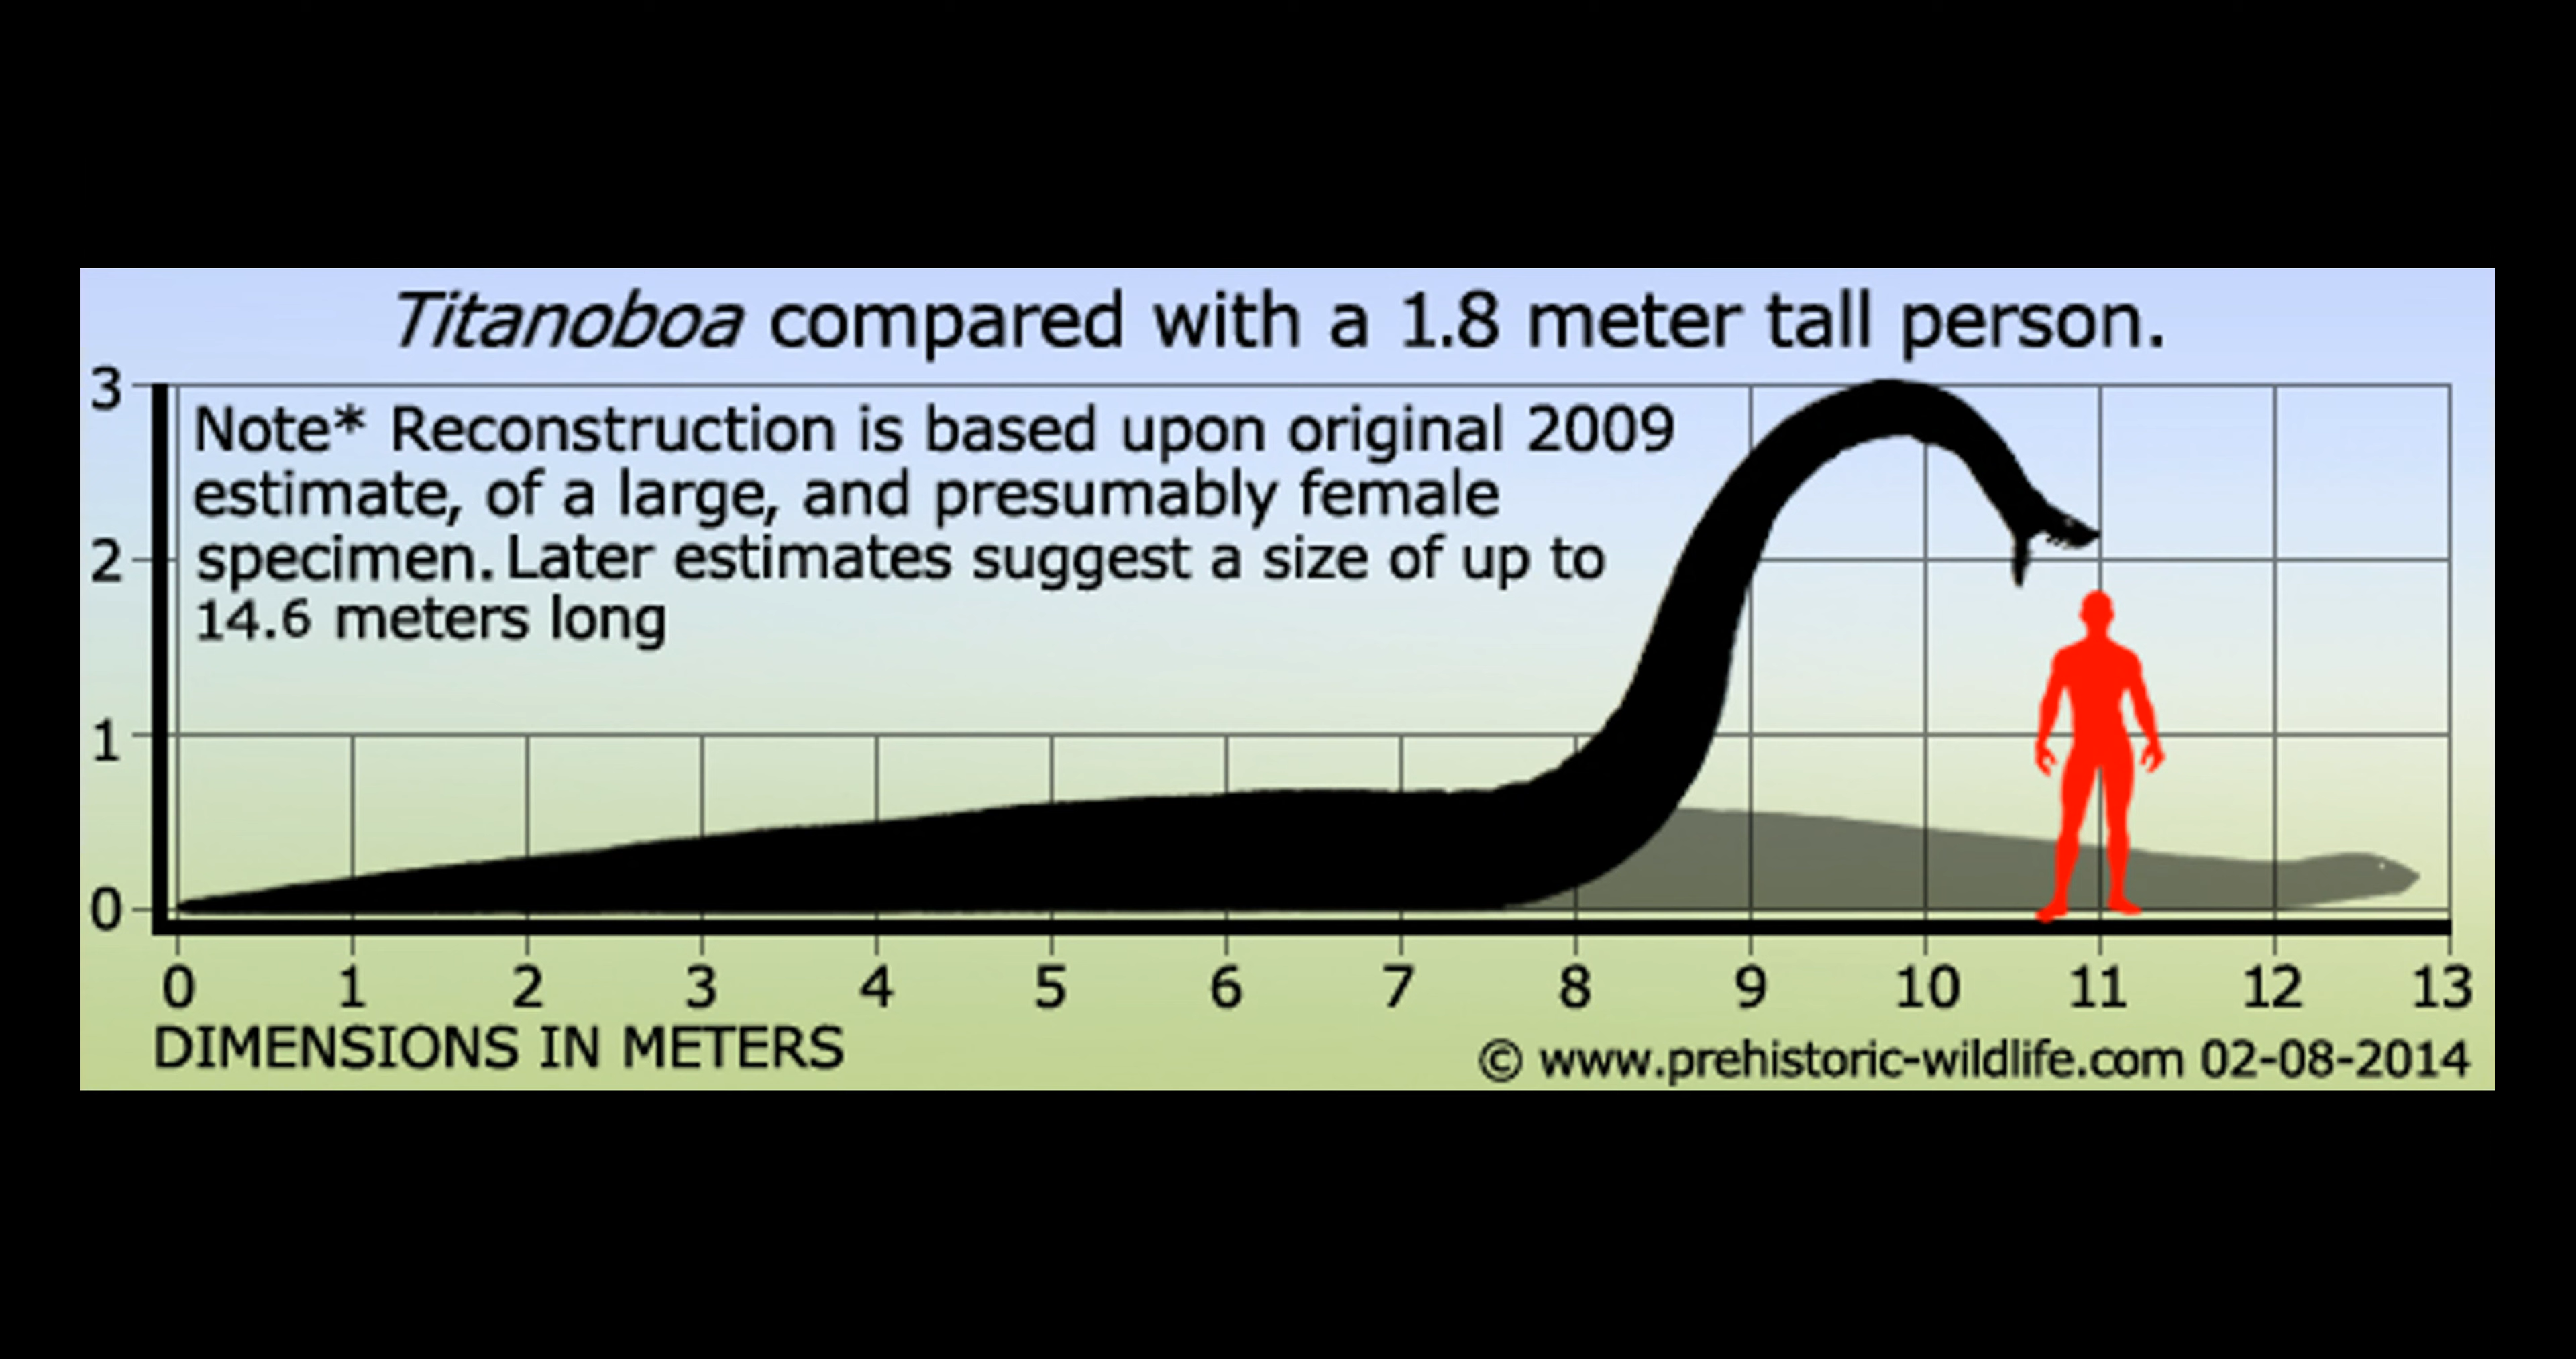 Titanoboa compared with a 1.8 meter tall person.
3
Note* Reconstruction is based upon original 2009
estimate, of a large, and presumably female
specimen. Later estimates suggest a size of up to
14.6 meters long
2
1
0
0 1 2 3 4 5 6 7 8 9 10 11 12 13
DIMENSIONS IN METERS
© www.prehistoric-wildlife.com 02-08-2014